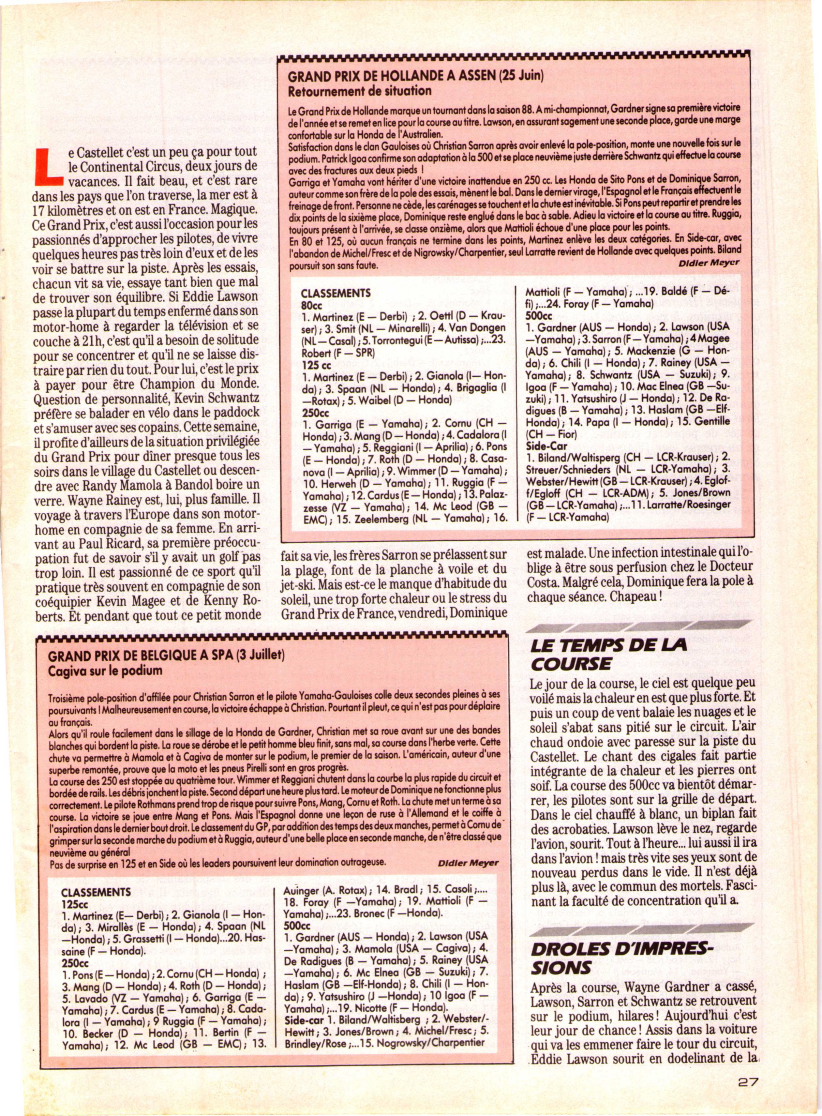 GRAND PRIX DE HOLLANDE A ASSEN (25 Juin)
Retournement de situation
Le Grand Prix de Hollande marque un tournant dans la saison 88. A mi-championnat, Gardner signe sa première victoire
de l'année et se remet en lice pour la course au titre. Lawson, en assurant sagement une seconde place, garde une marge
confortable sur la Honda de l'Australien.
Satisfaction dans le clan Gauloises où Christian Sarron après avoir enlevé la pole-position, monte une nouvelle fois sur le
podium. Patrick Igoa confirme son adaptation à la 500 et se place neuvième juste derrière Schwantz qui effectue la course
avec des fractures aux deux pieds !
Garriga et Yamaha vont hériter d'une victoire inattendue en 250 cc. Les Honda de Sito Pons et de Dominique Sarron,
auteur comme son frère de la pole des essais, mènent le bal. Dans le dernier virage, l'Espagnol et le Français effectuent le
freinage de front. Personne ne cède, les carénages se touchent et la chute est inévitable. Si Pons peut repartir et prendre les
dix points de la sixième place, Dominique reste englué dans le bac à sable. Adieu la victoire et la course au titre. Ruggia,
toujours présent à l'arrivée, se classe onzième, alors que Mattioli échoue d'une place pour les points.
En 80 et 125, où aucun français ne termine dans les points, Martinez enlève les deux catégories. En Side-car, avec
l'abandon de Michel/Fresc et de Nigrowsky/Charpentier, seul Larratte revient de Hollande avec quelques points. Biland
poursuit son sans faute.
Didier Meyer
CLASSEMENTS
80cc
1. Martinez (E — Derbi) ; 2. Oettl (D — Krau-
ser) ; 3. Smit (NL — Minarelli) ; 4. Van Dongen
(NL — Casal) ; 5. Torrontegui (E — Autissa) ;...23.
Robert (F — SPR)
125 cc
1. Martinez (E — Derbi) ; 2. Gianola (I— Hon-
da) ; 3. Spaan (NL — Honda) ; 4. Brigaglia (I
—Rotax) ; 5. Waibel (D — Honda)
250cc
1. Garriga (E — Yamaha) ; 2. Cornu (CH —
Honda) ; 3. Mang (D — Honda) ; 4. Cadalora (I
— Yamaha) ; 5. Reggiani (I — Aprilia) ; 6. Pons
(E — Honda) ; 7. Roth (D — Honda) ; 8. Casa-
nova (I — Aprilia) ; 9. Wimmer (D — Yamaha) ;
10. Herweh (D — Yamaha) ; 11. Ruggia (F —
Yamaha) ; 12. Cardus (E — Honda) ; 13. Palaz-
zesse (VZ — Yamaha) ; 14. Mc Leod (GB —
EMC) ; 15. Zeelemberg (NL — Yamaha) ; 16.
Mattioli (F — Yamaha) ; ...19. Baldé (F — Dé-
fi) ;...24. Foray (F — Yamaha)
500cc
1. Gardner (AUS — Honda) ; 2. Lawson (USA
—Yamaha) ; 3. Sarron (F — Yamaha) ; 4 Magee
(AUS — Yamaha) ; 5. Mackenzie (G — Hon-
da) ; 6. Chili (I — Honda) ; 7. Rainey (USA —
Yamaha) ; 8. Schwantz (USA — Suzuki) ; 9.
Igoa (F — Yamaha) ; 10. Mac Elnea (GB —Su-
zuki) ; 11. Yatsushiro (J — Honda) ; 12. De Ra-
digues (B — Yamaha) ; 13. Haslam (GB —Elf-
Honda) ; 14. Papa (I — Honda) ; 15. Gentille
(CH — Fior)
Side-Car
1. Biland/Waltisperg (CH — LCR-Krauser) ; 2.
Streuer/Schnieders (NL — LCR-Yamaha) ; 3.
Webster/Hewitt (GB — LCR-Krauser) ; 4. Eglof-
f/Egloff (CH — LCR-ADM) ; 5. Jones/Brown
(GB — LCR-Yamaha) ;...11. Larratte/Roesinger
(F — LCR-Yamaha)
Le Castellet c'est un peu ça pour tout
le Continental Circus, deux jours de
vacances. Il fait beau, et c'est rare
dans les pays que l'on traverse, la mer est à
17 kilomètres et on est en France. Magique.
Ce Grand Prix, c'est aussi l'occasion pour les
passionnés d'approcher les pilotes, de vivre
quelques heures pas très loin d'eux et de les
voir se battre sur la piste. Après les essais,
chacun vit sa vie, essaye tant bien que mal
de trouver son équilibre. Si Eddie Lawson
passe la plupart du temps enfermé dans son
motor-home à regarder la télévision et se
couche à 21h, c'est qu'il a besoin de solitude
pour se concentrer et qu'il ne se laisse dis-
traire par rien du tout. Pour lui, c'est le prix
à payer pour être Champion du Monde.
Question de personnalité, Kevin Schwantz
préfère se balader en vélo dans le paddock
et s'amuser avec ses copains. Cette semaine,
il profite d'ailleurs de la situation privilégiée
du Grand Prix pour dîner presque tous les
soirs dans le village du Castellet ou descen-
dre avec Randy Mamola à Bandol boire un
verre. Wayne Rainey est, lui, plus famille. Il
voyage à travers l'Europe dans son motor-
home en compagnie de sa femme. En arri-
vant au Paul Ricard, sa première préoccu-
pation fut de savoir s'il y avait un golf pas
trop loin. Il est passionné de ce sport qu'il
pratique très souvent en compagnie de son
coéquipier Kevin Magee et de Kenny Ro-
berts. Et pendant que tout ce petit monde
fait sa vie, les frères Sarron se prélassent sur
la plage, font de la planche à voile et du
jet-ski. Mais est-ce le manque d'habitude du
soleil, une trop forte chaleur ou le stress du
Grand Prix de France, vendredi, Dominique
est malade. Une infection intestinale qui l'o-
blige à être sous perfusion chez le Docteur
Costa. Malgré cela, Dominique fera la pole à
chaque séance. Chapeau !
GRAND PRIX DE BELGIQUE A SPA (3 Juillet)
Cagiva sur le podium
Troisième pole-position d'affilée pour Christian Sarron et le pilote Yamaha-Gauloises colle deux secondes pleines à ses
poursuivants ! Malheureusement en course, la victoire échappe à Christian. Pourtant il pleut, ce qui n'est pas pour déplaire
au français.
Alors qu'il roule facilement dans le sillage de la Honda de Gardner, Christian met sa roue avant sur une des bandes
blanches qui bordent la piste. La roue se dérobe et le petit homme bleu finit, sans mal, sa course dans l'herbe verte. Cette
chute va permettre à Mamola et à Cagiva de monter sur le podium, le premier de la saison. L'américain, auteur d'une
superbe remontée, prouve que la moto et les pneus Pirelli sont en gros progrès.
La course des 250 est stoppée au quatrième tour. Wimmer et Reggiani chutent dans la courbe la plus rapide du circuit et
bordée de rails. Les débris jonchent la piste. Second départ une heure plus tard. Le moteur de Dominique ne fonctionne plus
correctement. Le pilote Rothmans prend trop de risque pour suivre Pons, Mang, Cornu et Roth. La chute met un terme à sa
course. La victoire se joue entre Mang et Pons. Mais l'Espagnol donne une leçon de ruse à l'Allemand et le coiffe à
l'aspiration dans le dernier bout droit. Le classement du GP, par addition des temps des deux manches, permet à Cornu de
grimper sur la seconde marche du podium et à Ruggia, auteur d'une belle place en seconde manche, de n'être classé que
neuvième au général
Pas de surprise en 125 et en Side où les leaders poursuivent leur domination outrageuse.
Didier Meyer
CLASSEMENTS
125cc
1. Martinez (E— Derbi) ; 2. Gianola (I — Hon-
da) ; 3. Mirallès (E — Honda) ; 4. Spaan (NL
—Honda) ; 5. Grassetti (I — Honda)...20. Has-
saine (F — Honda).
250cc
1. Pons (E — Honda) ; 2. Cornu (CH — Honda) ;
3. Mang (D — Honda) ; 4. Roth (D — Honda) ;
5. Lavado (VZ — Yamaha) ; 6. Garriga (E —
Yamaha) ; 7. Cardus (E — Yamaha) ; 8. Cada-
lora (I — Yamaha) ; 9 Ruggia (F — Yamaha) ;
10. Becker (D — Honda) ; 11. Bertin (F —
Yamaha) ; 12. Mc Leod (GB — EMC) ; 13.
Auinger (A. Rotax) ; 14. Bradl ; 15. Casoli ;....
18. Foray (F —Yamaha) ; 19. Mattioli (F —
Yamaha) ;...23. Bronec (F —Honda).
500cc
1. Gardner (AUS — Honda) ; 2. Lawson (USA
—Yamaha) ; 3. Mamola (USA — Cagiva) ; 4.
De Radigues (B — Yamaha) ; 5. Rainey (USA
—Yamaha) ; 6. Mc Elnea (GB — Suzuki) ; 7.
Haslam (GB —Elf-Honda) ; 8. Chili (I — Hon-
da) ; 9. Yatsushiro (J —Honda) ; 10 Igoa (F —
Yamaha) ;...19. Nicotte (F — Honda).
Side-car 1. Biland/Waltisberg ; 2. Webster/-
Hewitt ; 3. Jones/Brown ; 4. Michel/Fresc ; 5.
Brindley/Rose ;...15. Nogrowsky/Charpentier
LE TEMPS DE LA
COURSE
Le jour de la course, le ciel est quelque peu
voilé mais la chaleur en est que plus forte. Et
puis un coup de vent balaie les nuages et le
soleil s'abat sans pitié sur le circuit. L'air
chaud ondoie avec paresse sur la piste du
Castellet. Le chant des cigales fait partie
intégrante de la chaleur et les pierres ont
soif. La course des 500cc va bientôt démar-
rer, les pilotes sont sur la grille de départ.
Dans le ciel chauffé à blanc, un biplan fait
des acrobaties. Lawson lève le nez, regarde
l'avion, sourit. Tout à l'heure... lui aussi il ira
dans l'avion ! mais très vite ses yeux sont de
nouveau perdus dans le vide. Il n'est déjà
plus là, avec le commun des mortels. Fasci-
nant la faculté de concentration qu'il a.
DROLES D'IMPRES-
SIONS
Après la course, Wayne Gardner a cassé,
Lawson, Sarron et Schwantz se retrouvent
sur le podium, hilares ! Aujourd'hui c'est
leur jour de chance ! Assis dans la voiture
qui va les emmener faire le tour du circuit,
Eddie Lawson sourit en dodelinant de la
27